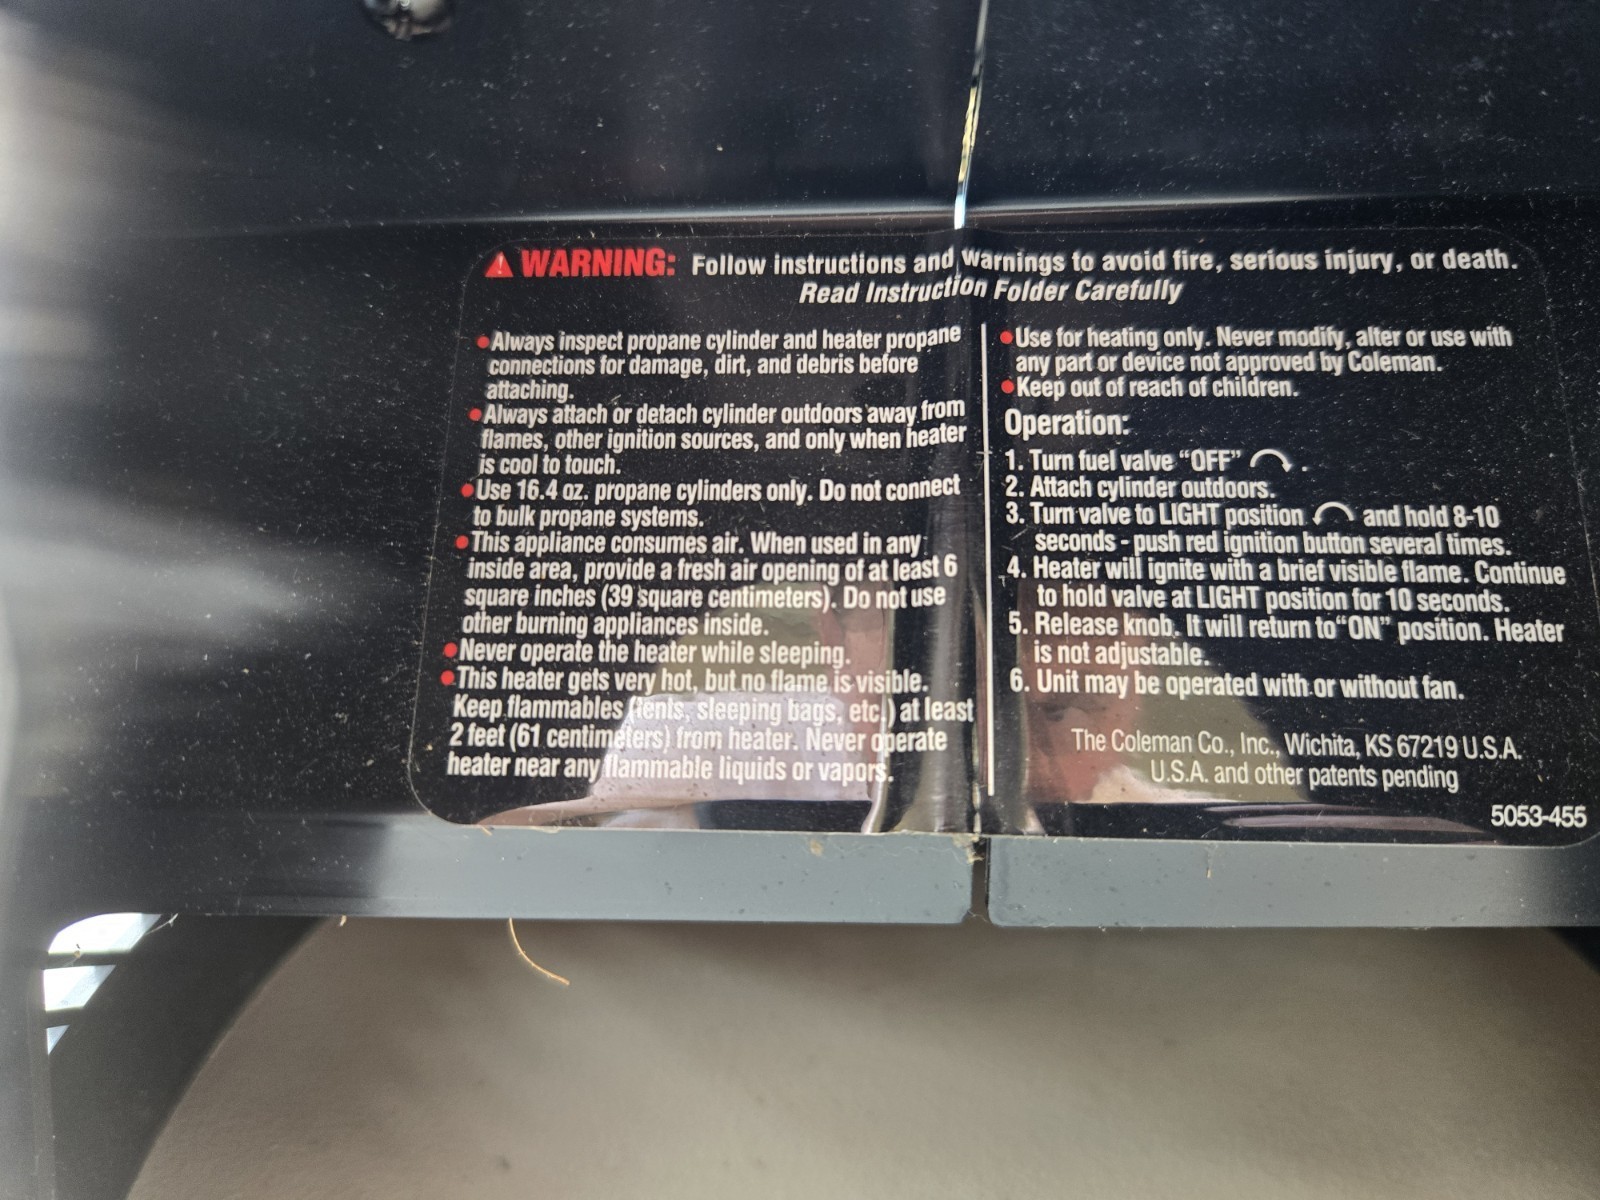 WARNING: Follow instructions and warnings to avoid fire, serious injury, or death.
Read Instruction Folder Carefully
•Always inspect propane cylinder and heater propane
connections for damage, dirt, and debris before
attaching.
•Always attach or detach cylinder outdoors away from
flames, other ignition sources, and only when heater
is cool to touch.
•Use 16.4 oz. propane cylinders only. Do not connect
to bulk propane systems.
•This appliance consumes air. When used in any
inside area, provide a fresh air opening of at least 6
square inches (39 square centimeters). Do not use
other burning appliances inside.
•Never operate the heater while sleeping.
•This heater gets very hot, but no flame is visible.
Keep flammables (tents, sleeping bags, etc.) at least
2 feet (61 centimeters) from heater. Never operate
heater near any flammable liquids or vapors.
•Use for heating only. Never modify, alter or use with
any part or device not approved by Coleman.
•Keep out of reach of children.
Operation:
1. Turn fuel valve “OFF” .
2. Attach cylinder outdoors.
3. Turn valve to LIGHT position and hold 8-10
seconds - push red ignition button several times.
4. Heater will ignite with a brief visible flame. Continue
to hold valve at LIGHT position for 10 seconds.
5. Release knob. It will return to “ON” position. Heater
is not adjustable.
6. Unit may be operated with or without fan.
The Coleman Co., Inc., Wichita, KS 67219 U.S.A.
U.S.A. and other patents pending
5053-455